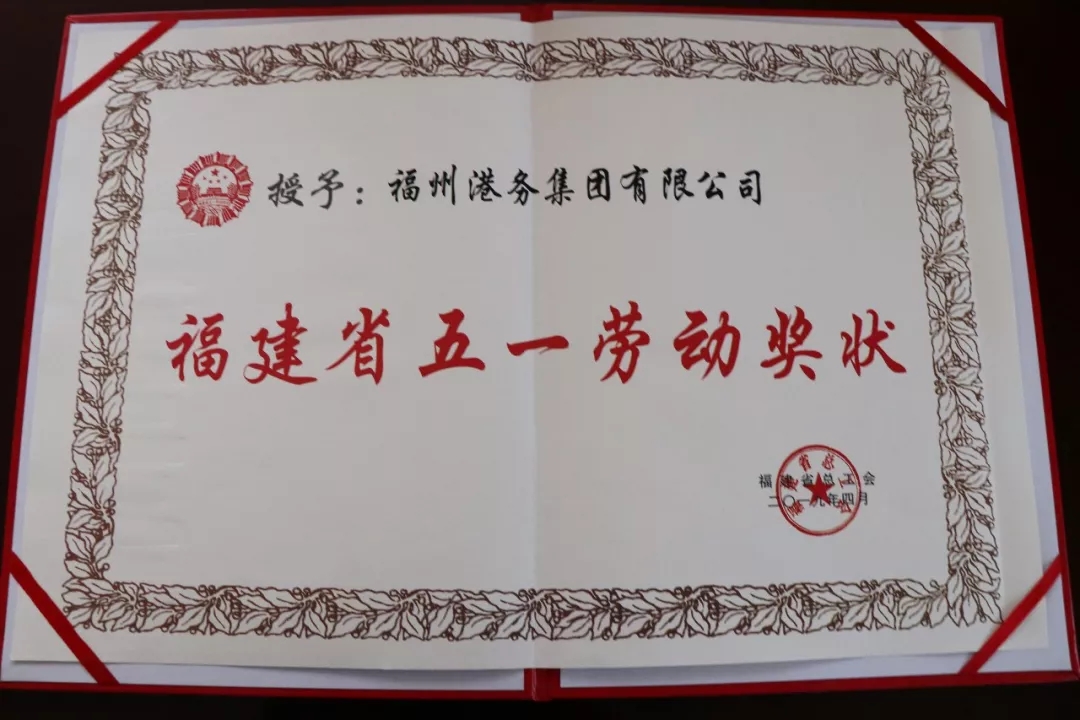 授予：福州港务集团有限公司
福建省五一劳动奖状
福建省总工会
二〇一九年四月